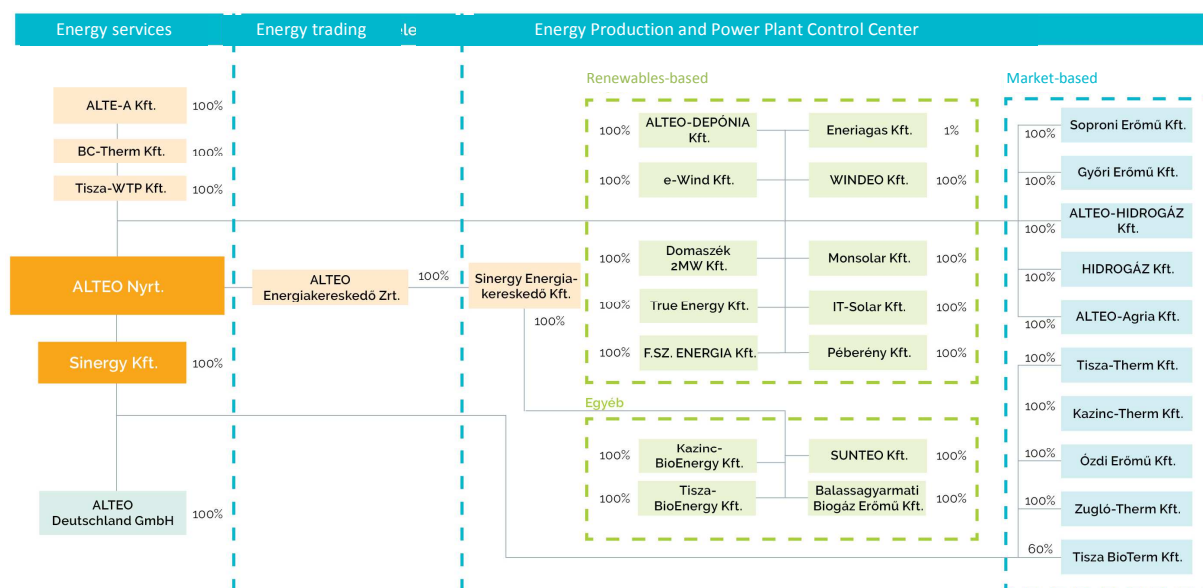 Energy services
Energy trading
ele
Energy Production and Power Plant Control Center
Renewables-based
Market-based
ALTE-A Kft. 100%
BC-Therm Kft. 100%
Tisza-WTP Kft. 100%
ALTEO Nyrt.
Sinergy Kft. 100%
ALTEO
Deutschland GmbH
100%
ALTEO
Energiakereskedő Zrt.
100%
Sinergy Energia-
kereskedő Kft.
100%
100% ALTEO-DEPÓNIA
Kft.
Eneriagas Kft. 1%
100% e-Wind Kft.
WINDEO Kft. 100%
100% Domaszék
2MW Kft.
Monsolar Kft. 100%
100% True Energy Kft.
IT-Solar Kft. 100%
100% F.SZ. ENERGIA Kft.
Péberény Kft. 100%
Egyéb
100% Kazinc-
BioEnergy Kft.
SUNTEO Kft. 100%
100% Tisza-
BioEnergy Kft.
Balassagyarmati
Biogáz Erőmű Kft.
100%
100% Soproni Erőmű Kft.
100% Győri Erőmű Kft.
100% ALTEO-HIDROGÁZ
Kft.
100% HIDROGÁZ Kft.
100% ALTEO-Agria Kft.
100% Tisza-Therm Kft.
100% Kazinc-Therm Kft.
100% Ózdi Erőmű Kft.
100% Zugló-Therm Kft.
60% Tisza BioTerm Kft.